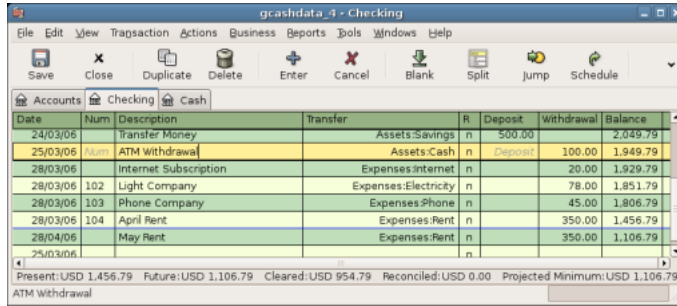 gcashdata_4 - Checking
File Edit View Transaction Actions Business Reports Tools Windows Help
Save Close Duplicate Delete Enter Cancel Blank Split Jump Schedule
Accounts Checking Cash
Date Num Description Transfer R Deposit Withdrawal Balance
24/03/06 Transfer Money Assets:Savings n 500.00 2,049.79
25/03/06 Num ATM Withdrawal Assets:Cash n Deposit 100.00 1,949.79
28/03/06 Internet Subscription Expenses:Internet n 20.00 1,929.79
28/03/06 102 Light Company Expenses:Electricity n 78.00 1,851.79
28/03/06 103 Phone Company Expenses:Phone n 45.00 1,806.79
28/03/06 104 April Rent Expenses:Rent n 350.00 1,456.79
28/04/06 May Rent Expenses:Rent n 350.00 1,106.79
25/03/06 n
Present:USD 1,456.79 Future:USD 1,106.79 Cleared:USD 954.79 Reconciled:USD 0.00 Projected Minimum:USD 1,106.79
ATM Withdrawal